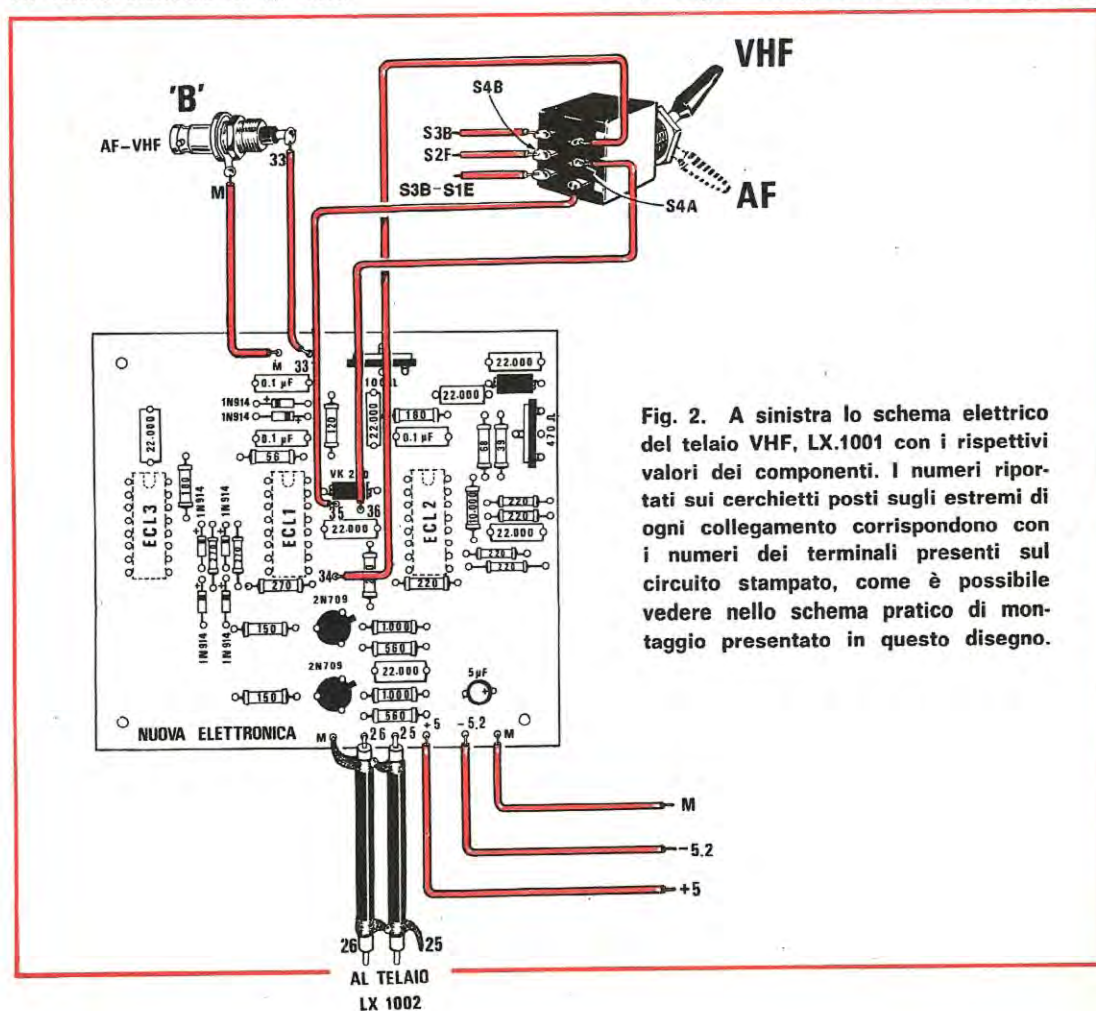 VHF
'B'
AF-VHF
S4B
S3B
S2F
S3B-S1E
S4A
AF
33
M
M
33
100Ω
22.000
0.1 µF
1N914
1N914
0.1 µF
56
120
22.000
22.000
180
0.1 µF
68
39
470 Ω
22.000
180
ECL3
1N914
1N914
1N914
1N914
ECL1
270
35
36
22.000
ECL2
220
10.000
220
220
22.000
220
220
34
2N709
150
1.000
560
22.000
2N709
150
1000
560
5µF
+
NUOVA ELETTRONICA
M
26
25
+5
-5.2
M
M
-5.2
+5
26
25
AL TELAIO
LX 1002
Fig. 2. A sinistra lo schema elettrico
del telaio VHF, LX.1001 con i rispettivi
valori dei componenti. I numeri ripor-
tati sui cerchietti posti sugli estremi di
ogni collegamento corrispondono con
i numeri dei terminali presenti sul
circuito stampato, come è possibile
vedere nello schema pratico di mon-
taggio presentato in questo disegno.